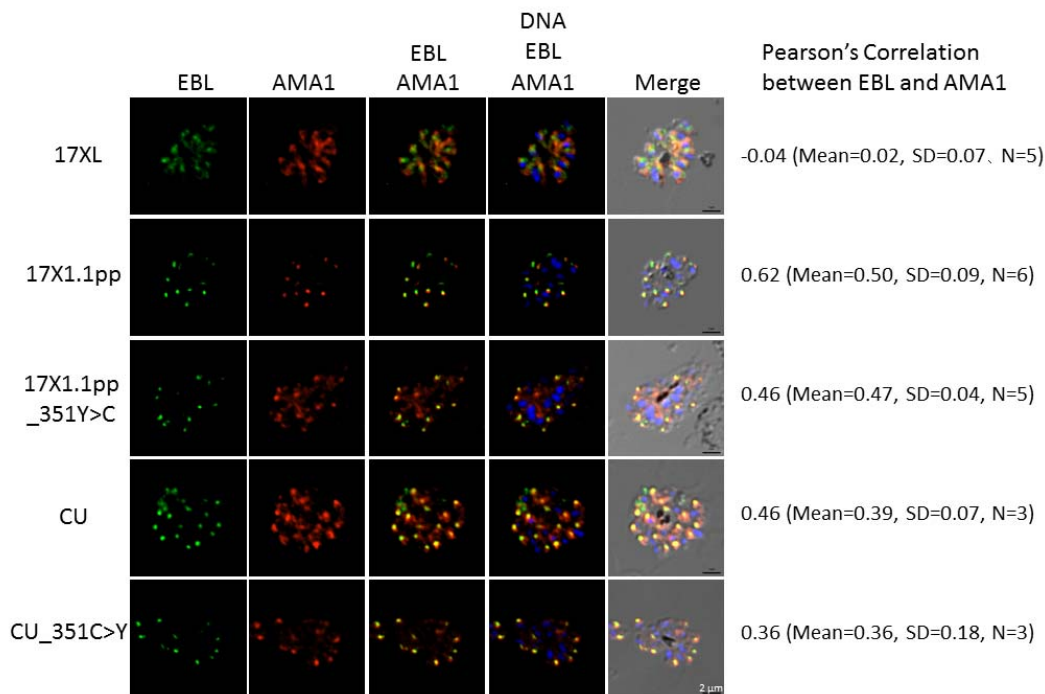 DNA
EBL EBL
EBL AMA1 AMA1 AMA1 Merge
Pearson's Correlation
between EBL and AMA1
17XL
-0.04 (Mean=0.02, SD=0.07、N=5)
17X1.1pp
0.62 (Mean=0.50, SD=0.09, N=6)
17X1.1pp
_351Y>C
0.46 (Mean=0.47, SD=0.04, N=5)
CU
0.46 (Mean=0.39, SD=0.07, N=3)
CU_351C>Y
0.36 (Mean=0.36, SD=0.18, N=3)
2 µm